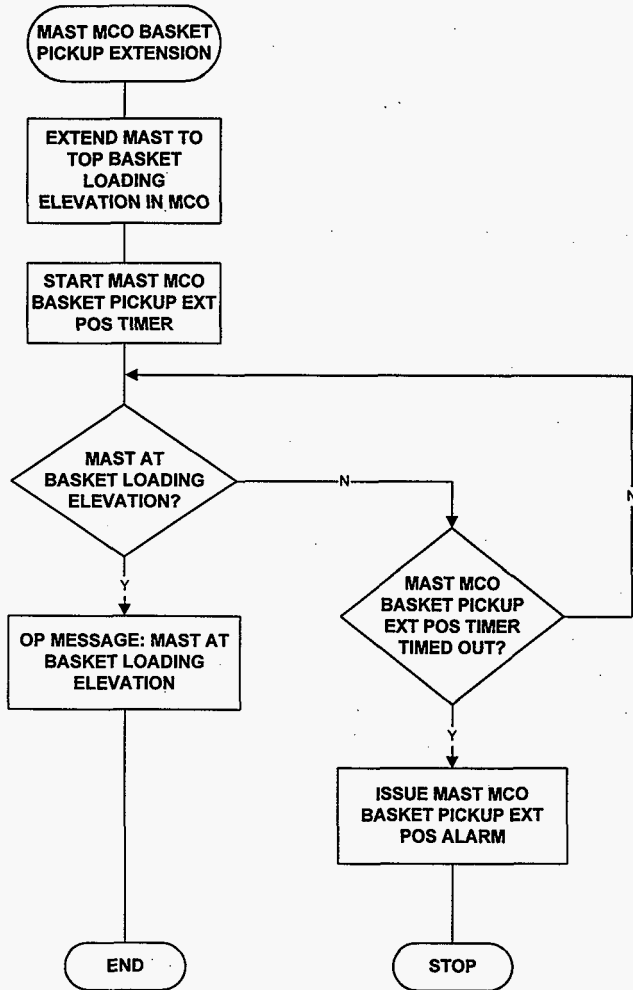 MAST MCO BASKET
PICKUP EXTENSION
EXTEND MAST TO
TOP BASKET
LOADING
ELEVATION IN MCO
START MAST MCO
BASKET PICKUP EXT
POS TIMER
MAST AT
BASKET LOADING
ELEVATION?
N
N
Y
MAST MCO
BASKET PICKUP
EXT POS TIMER
TIMED OUT?
OP MESSAGE: MAST AT
BASKET LOADING
ELEVATION
Y
ISSUE MAST MCO
BASKET PICKUP EXT
POS ALARM
END
STOP